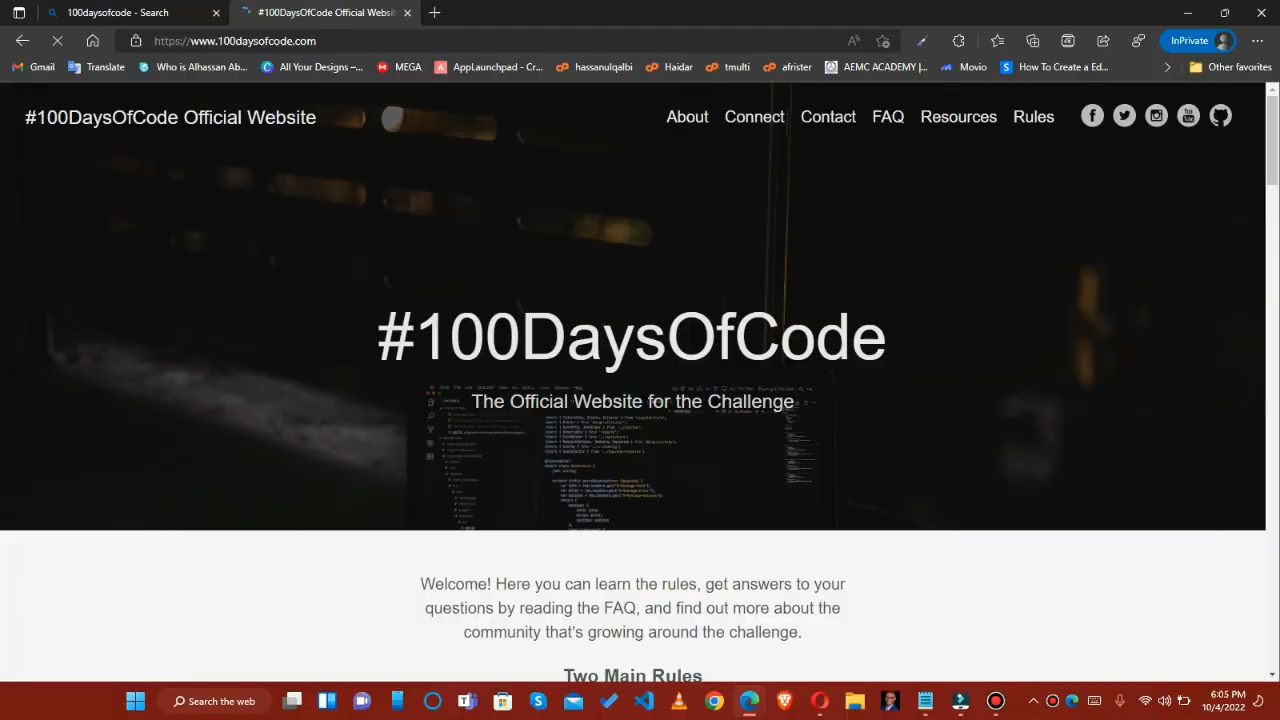 100daysofcode - Search
#100DaysOfCode Official Websit
https://www.100daysofcode.com
InPrivate
Gmail
Translate
Who is Alhassan Ab...
All Your Designs –...
MEGA
AppLaunchpad - Cr...
hassanulqalbi
Haidar
tmulti
afrister
AEMC ACADEMY |...
Movio
How To Create a Ed...
Other favorites
#100DaysOfCode Official Website
About
Connect
Contact
FAQ
Resources
Rules
#100DaysOfCode
The Official Website for the Challenge
Welcome! Here you can learn the rules, get answers to your
questions by reading the FAQ, and find out more about the
community that's growing around the challenge.
Two Main Rules
Search the web
6:05 PM
10/4/2022